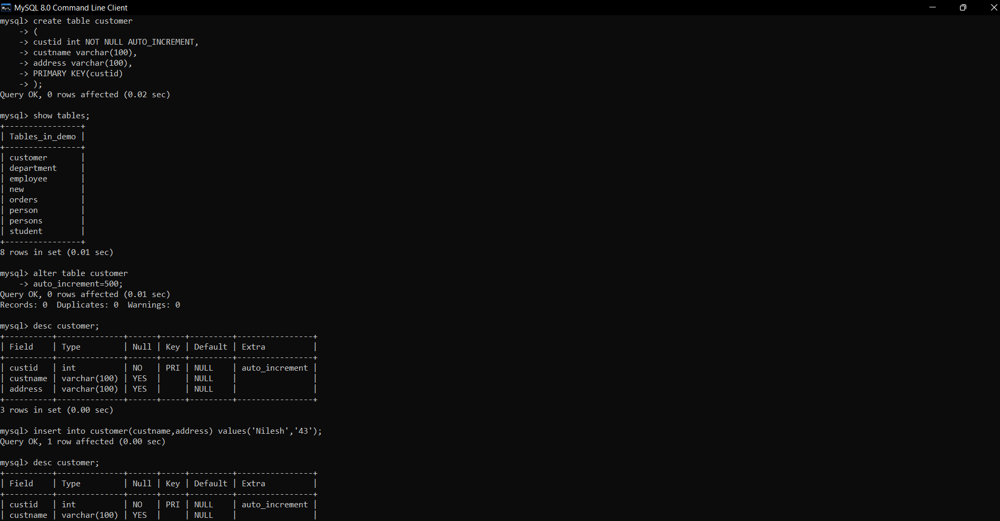 MySQL 8.0 Command Line Client
mysql> create table customer
    -> (
    -> custid int NOT NULL AUTO_INCREMENT,
    -> custname varchar(100),
    -> address varchar(100),
    -> PRIMARY KEY(custid)
    -> );
Query OK, 0 rows affected (0.02 sec)

mysql> show tables;
+----------------+
| Tables_in_demo |
+----------------+
| customer       |
| department     |
| employee       |
| new            |
| orders         |
| person         |
| persons        |
| student        |
+----------------+
8 rows in set (0.01 sec)

mysql> alter table customer
    -> auto_increment=500;
Query OK, 0 rows affected (0.01 sec)
Records: 0  Duplicates: 0  Warnings: 0

mysql> desc customer;
+----------+--------------+------+-----+---------+----------------+
| Field    | Type         | Null | Key | Default | Extra          |
+----------+--------------+------+-----+---------+----------------+
| custid   | int          | NO   | PRI | NULL    | auto_increment |
| custname | varchar(100) | YES  |     | NULL    |                |
| address  | varchar(100) | YES  |     | NULL    |                |
+----------+--------------+------+-----+---------+----------------+
3 rows in set (0.00 sec)

mysql> insert into customer(custname,address) values('Nilesh','43');
Query OK, 1 row affected (0.00 sec)

mysql> desc customer;
+----------+--------------+------+-----+---------+----------------+
| Field    | Type         | Null | Key | Default | Extra          |
+----------+--------------+------+-----+---------+----------------+
| custid   | int          | NO   | PRI | NULL    | auto_increment |
| custname | varchar(100) | YES  |     | NULL    |                |